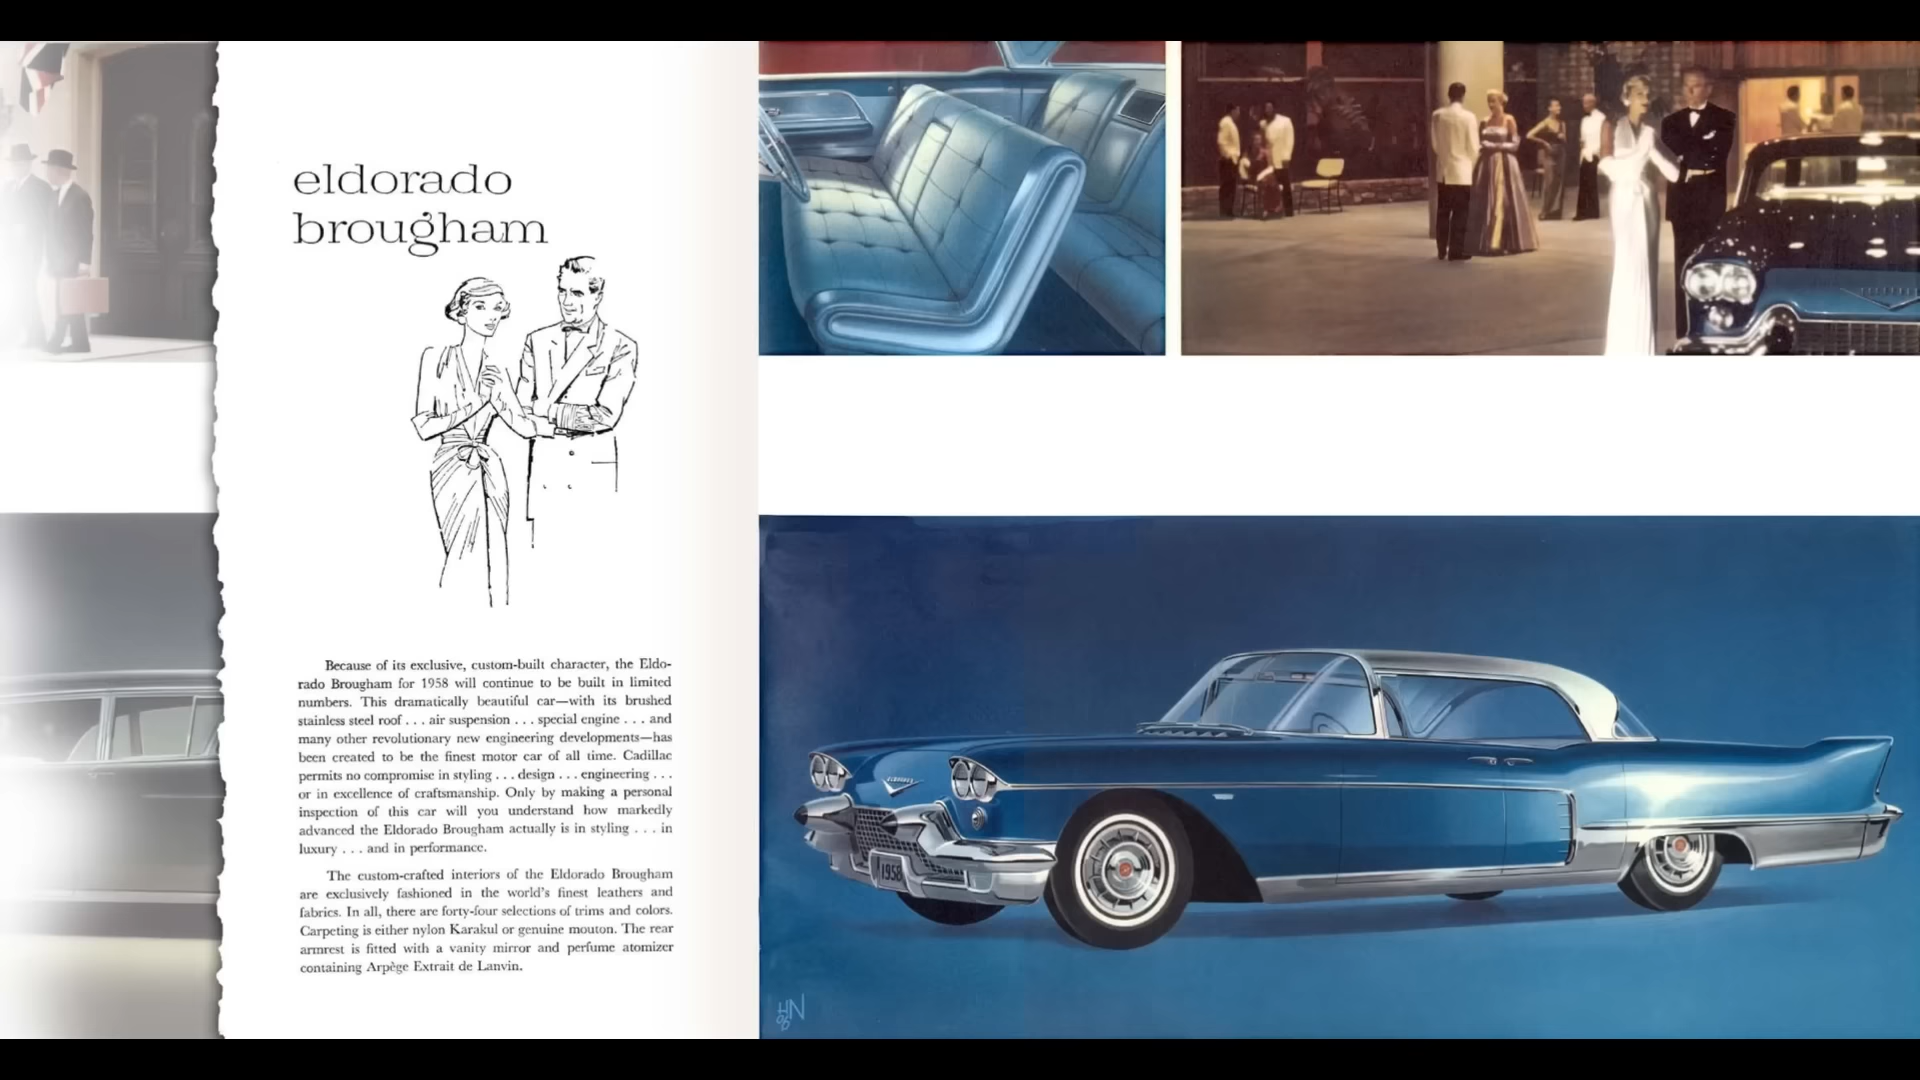 eldorado
brougham
Because of its exclusive, custom-built character, the Eldo-
rado Brougham for 1958 will continue to be built in limited
numbers. This dramatically beautiful car—with its brushed
stainless steel roof . . . air suspension . . . special engine . . . and
many other revolutionary new engineering developments—has
been created to be the finest motor car of all time. Cadillac
permits no compromise in styling . . . design . . . engineering . . .
or in excellence of craftsmanship. Only by making a personal
inspection of this car will you understand how markedly
advanced the Eldorado Brougham actually is in styling . . . in
luxury . . . and in performance.
The custom-crafted interiors of the Eldorado Brougham
are exclusively fashioned in the world's finest leathers and
fabrics. In all, there are forty-four selections of trims and colors.
Carpeting is either nylon Karakul or genuine mouton. The rear
armrest is fitted with a vanity mirror and perfume atomizer
containing Arpège Extrait de Lanvin.
1958